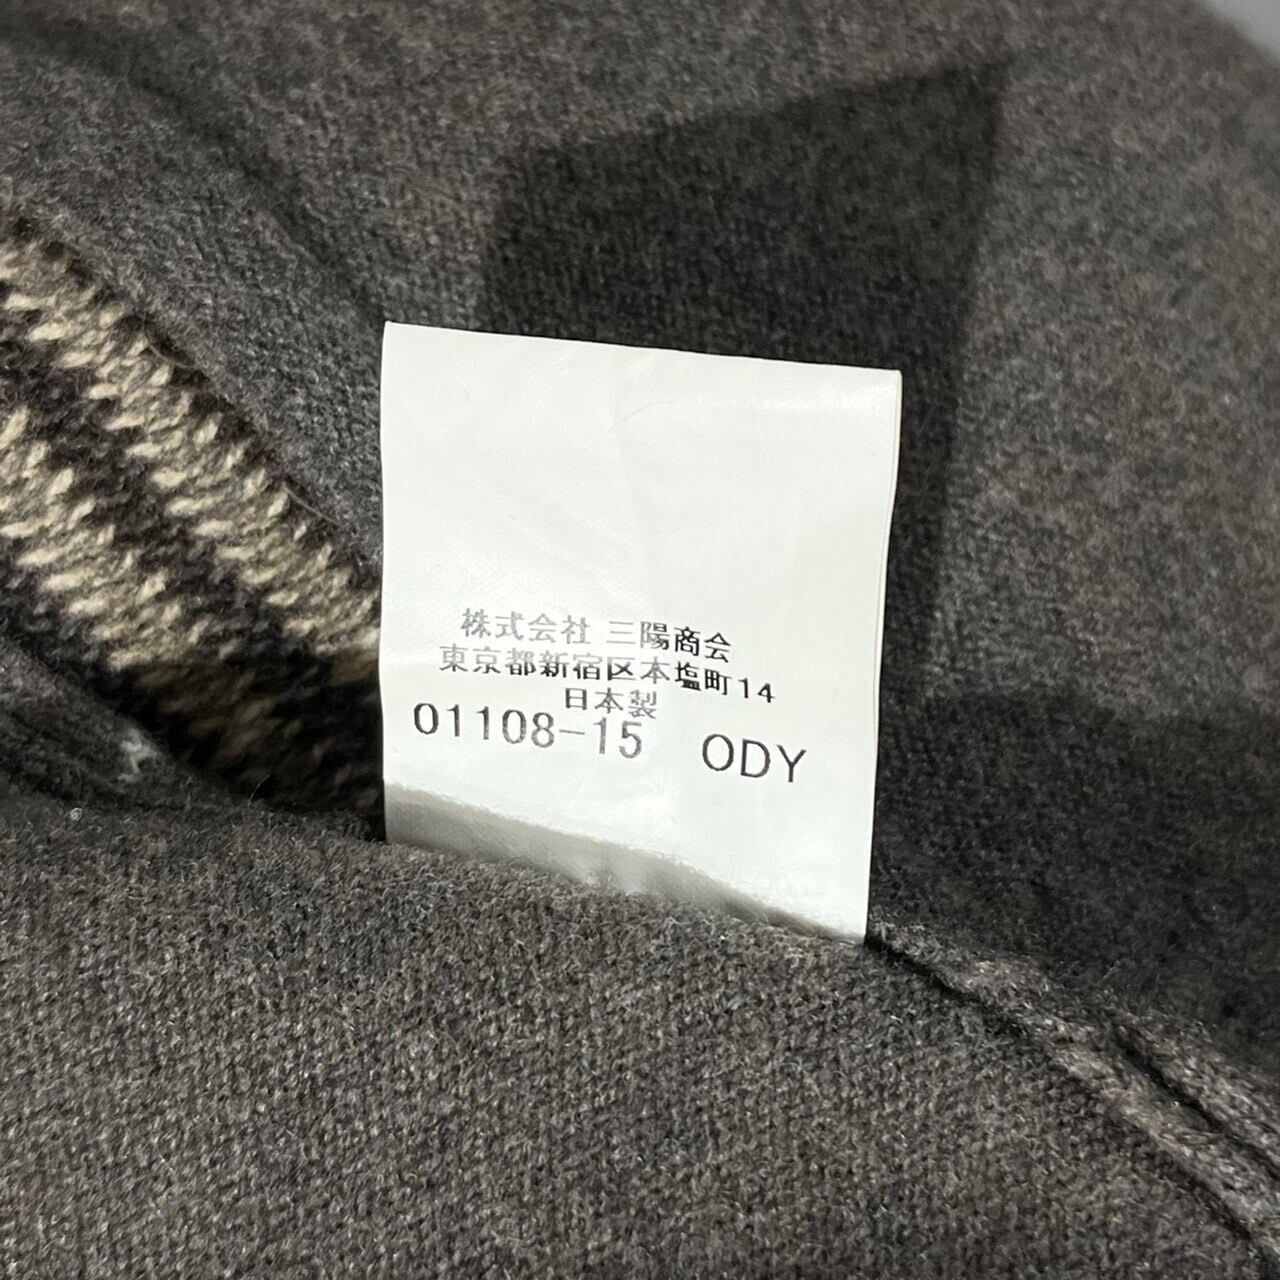 株式会社 三陽商会
東京都新宿区本塩町14
日本製
01108-15 ODY